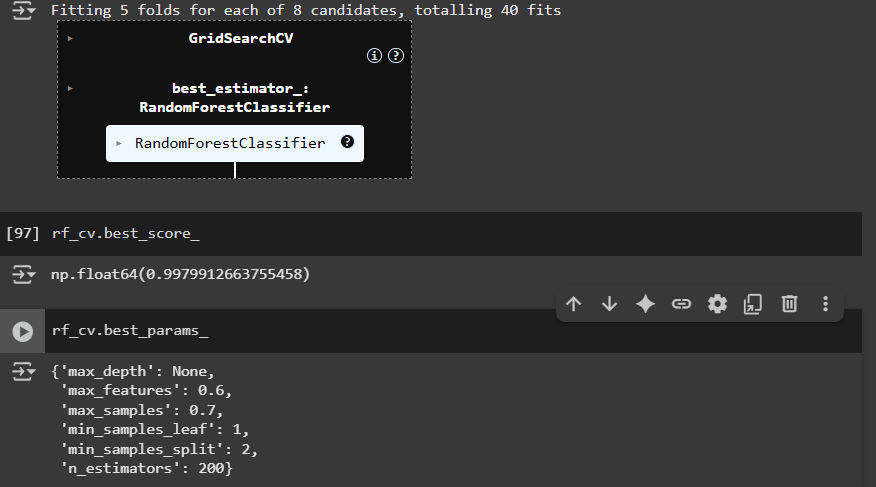 Fitting 5 folds for each of 8 candidates, totalling 40 fits
GridSearchCV
best_estimator_:
RandomForestClassifier
RandomForestClassifier
[97] rf_cv.best_score_
np.float64(0.9979912663755458)
rf_cv.best_params_
{'max_depth': None,
'max_features': 0.6,
'max_samples': 0.7,
'min_samples_leaf': 1,
'min_samples_split': 2,
'n_estimators': 200}